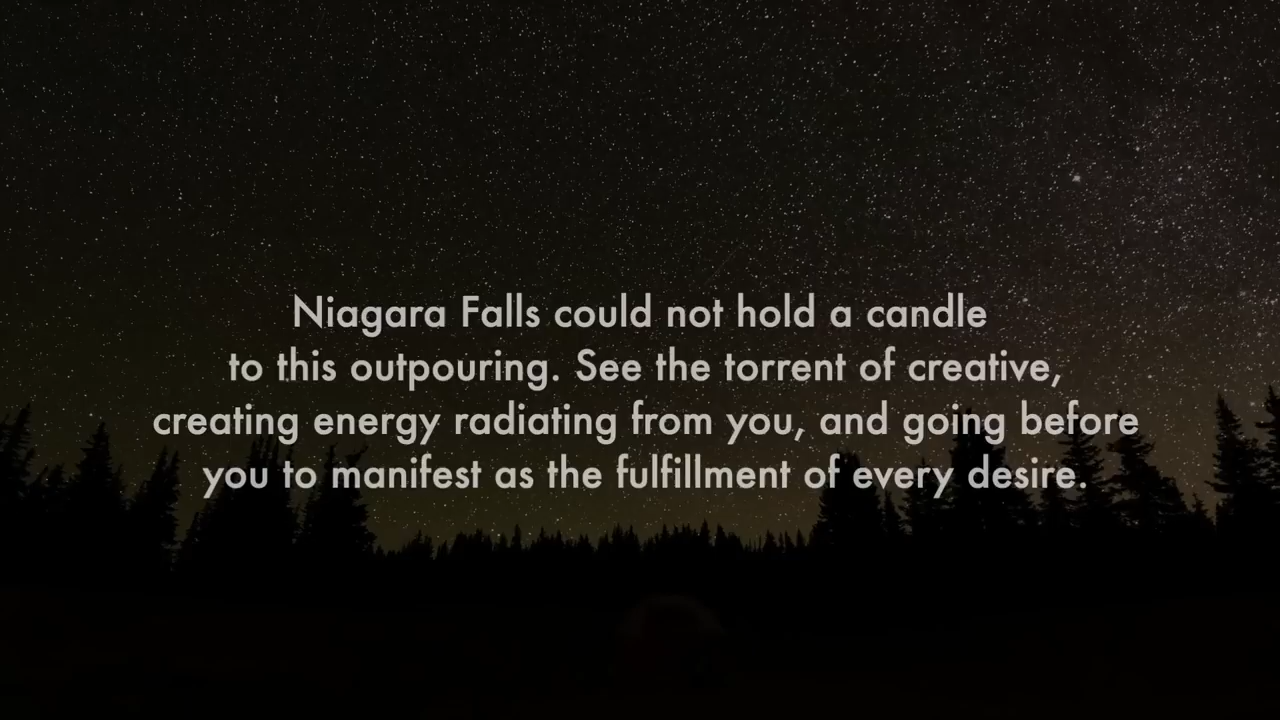 Niagara Falls could not hold a candle
to this outpouring. See the torrent of creative,
creating energy radiating from you, and going before
you to manifest as the fulfillment of every desire.